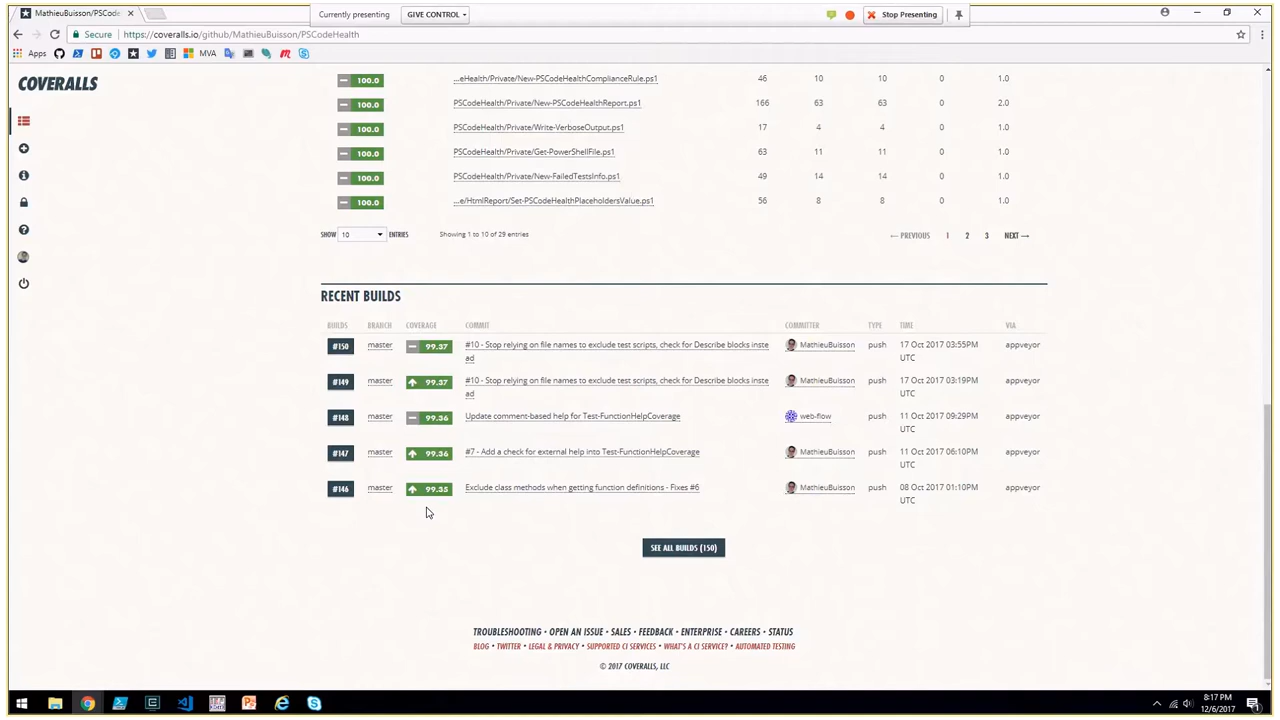 MathieuBuisson/PSCode
Currently presenting
GIVE CONTROL
Stop Presenting
Secure
https://coveralls.io/github/MathieuBuisson/PSCodeHealth
Apps
MVA
COVERALLS
100.0 ...eHealth/Private/New-PSCodeHealthComplianceRule.ps1 46 10 10 0 1.0
100.0 PSCodeHealth/Private/New-PSCodeHealthReport.ps1 166 63 63 0 2.0
100.0 PSCodeHealth/Private/Write-VerboseOutput.ps1 17 4 4 0 1.0
100.0 PSCodeHealth/Private/Get-PowerShellFile.ps1 63 11 11 0 1.0
100.0 PSCodeHealth/Private/New-FailedTestsInfo.ps1 49 14 14 0 1.0
100.0 ...e/HtmlReport/Set-PSCodeHealthPlaceholdersValue.ps1 56 8 8 0 1.0
SHOW 10 ENTRIES Showing 1 to 10 of 29 entries ← PREVIOUS 1 2 3 NEXT →
RECENT BUILDS
BUILDS BRANCH COVERAGE COMMIT COMMITTER TYPE TIME VIA
#150 master 99.37 #10 - Stop relying on file names to exclude test scripts, check for Describe blocks inste MathieuBuisson push 17 Oct 2017 03:55PM appveyor
ad UTC
#149 master 99.37 #10 - Stop relying on file names to exclude test scripts, check for Describe blocks inste MathieuBuisson push 17 Oct 2017 03:19PM appveyor
ad UTC
#148 master 99.36 Update comment-based help for Test-FunctionHelpCoverage web-flow push 11 Oct 2017 09:29PM appveyor
UTC
#147 master 99.36 #7 - Add a check for external help into Test-FunctionHelpCoverage MathieuBuisson push 11 Oct 2017 06:10PM appveyor
UTC
#146 master 99.35 Exclude class methods when getting function definitions - Fixes #6 MathieuBuisson push 08 Oct 2017 01:10PM appveyor
UTC
SEE ALL BUILDS (150)
TROUBLESHOOTING • OPEN AN ISSUE • SALES • FEEDBACK • ENTERPRISE • CAREERS • STATUS
BLOG • TWITTER • LEGAL & PRIVACY • SUPPORTED CI SERVICES • WHAT'S A CI SERVICE? • AUTOMATED TESTING
© 2017 COVERALLS, LLC
8:17 PM
12/6/2017